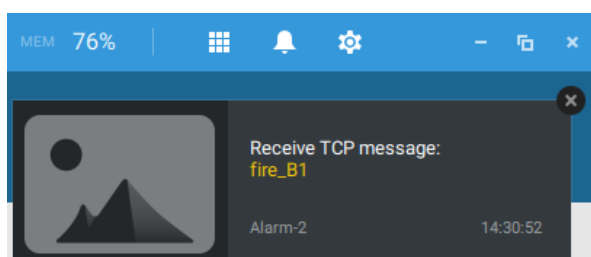 MEM 76%
Receive TCP message:
fire_B1
Alarm-2 14:30:52